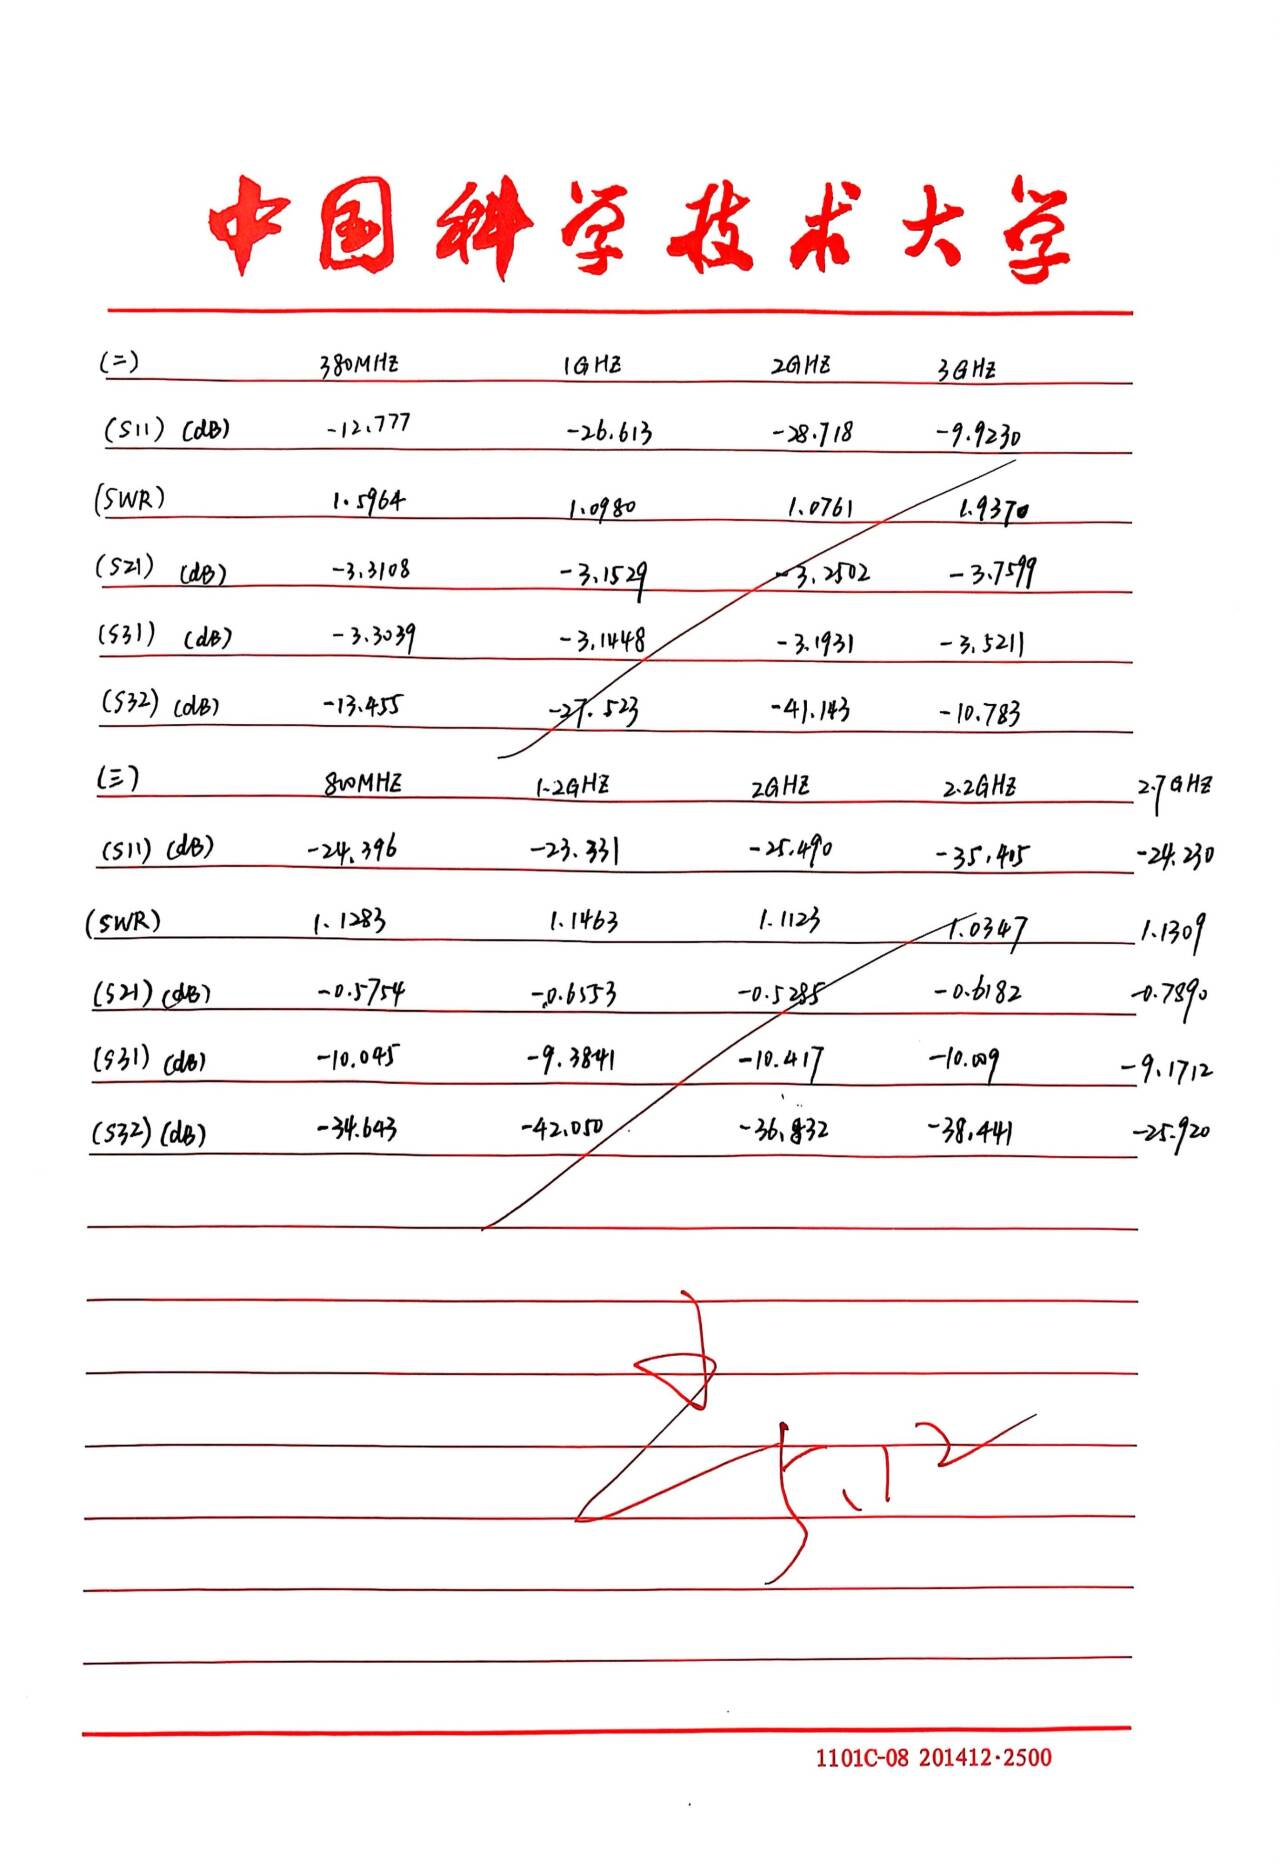 中国科学技术大学
(二) 380MHZ 1GHZ 2GHZ 3GHZ
(S11) (dB) -12.777 -26.613 -28.718 -9.9230
(SWR) 1.5964 1.0980 1.0761 1.9370
(S21) (dB) -3.3108 -3.1529 -3.2502 -3.7599
(S31) (dB) -3.3039 -3.1448 -3.1931 -3.5211
(S32) (dB) -13.455 -27.523 -41.143 -10.783
(三) 800MHZ 1.2GHZ 2GHZ 2.2GHZ 2.7GHZ
(S11) (dB) -24.396 -23.331 -25.490 -35.405 -24.230
(SWR) 1.1283 1.1463 1.1123 1.0347 1.1309
(S21) (dB) -0.5754 -0.6553 -0.5285 -0.6182 -0.7890
(S31) (dB) -10.045 -9.3841 -10.417 -10.009 -9.1712
(S32) (dB) -34.643 -42.050 -36.832 -38.441 -25.920
5.12
1101C-08 201412·2500